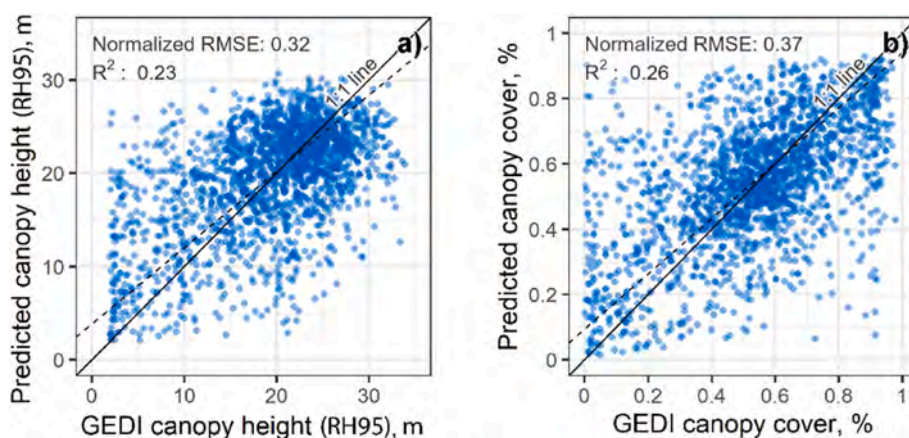 Normalized RMSE: 0.32
R² : 0.23
a)
1:1 line
30
20
10
0
0 10 20 30
Predicted canopy height (RH95), m
GEDI canopy height (RH95), m
Normalized RMSE: 0.37
R² : 0.26
b)
1:1 line
1
0.8
0.6
0.4
0.2
0
0 0.2 0.4 0.6 0.8 1
Predicted canopy cover, %
GEDI canopy cover, %